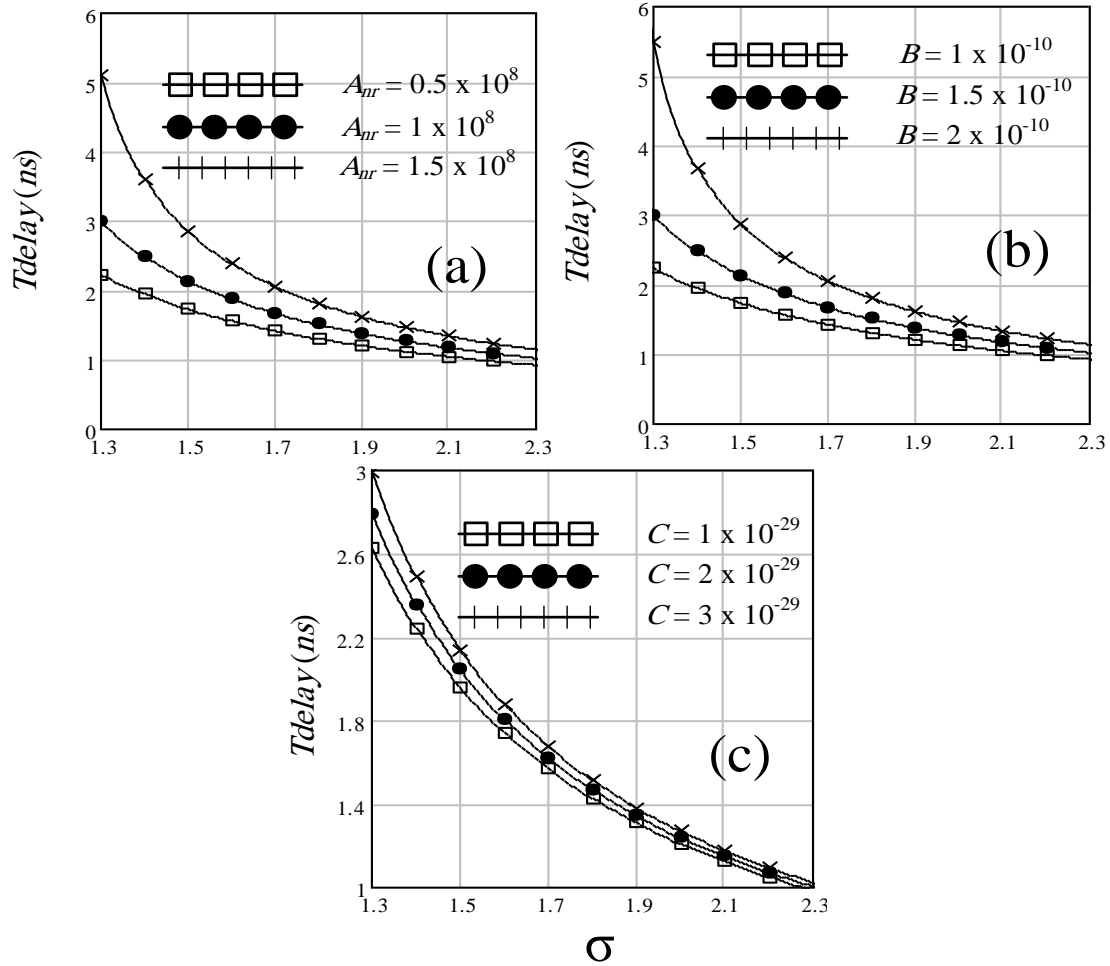 6
5
4
3
2
1
0
Tdelay(ns)
1.3 1.5 1.7 1.9 2.1 2.3
Anr = 0.5 x 10^8
Anr = 1 x 10^8
Anr = 1.5 x 10^8
(a)
6
5
4
3
2
1
0
Tdelay(ns)
1.3 1.5 1.7 1.9 2.1 2.3
B = 1 x 10^-10
B = 1.5 x 10^-10
B = 2 x 10^-10
(b)
3
2.6
2.2
1.8
1.4
1
Tdelay(ns)
1.3 1.5 1.7 1.9 2.1 2.3
C = 1 x 10^-29
C = 2 x 10^-29
C = 3 x 10^-29
(c)
σ